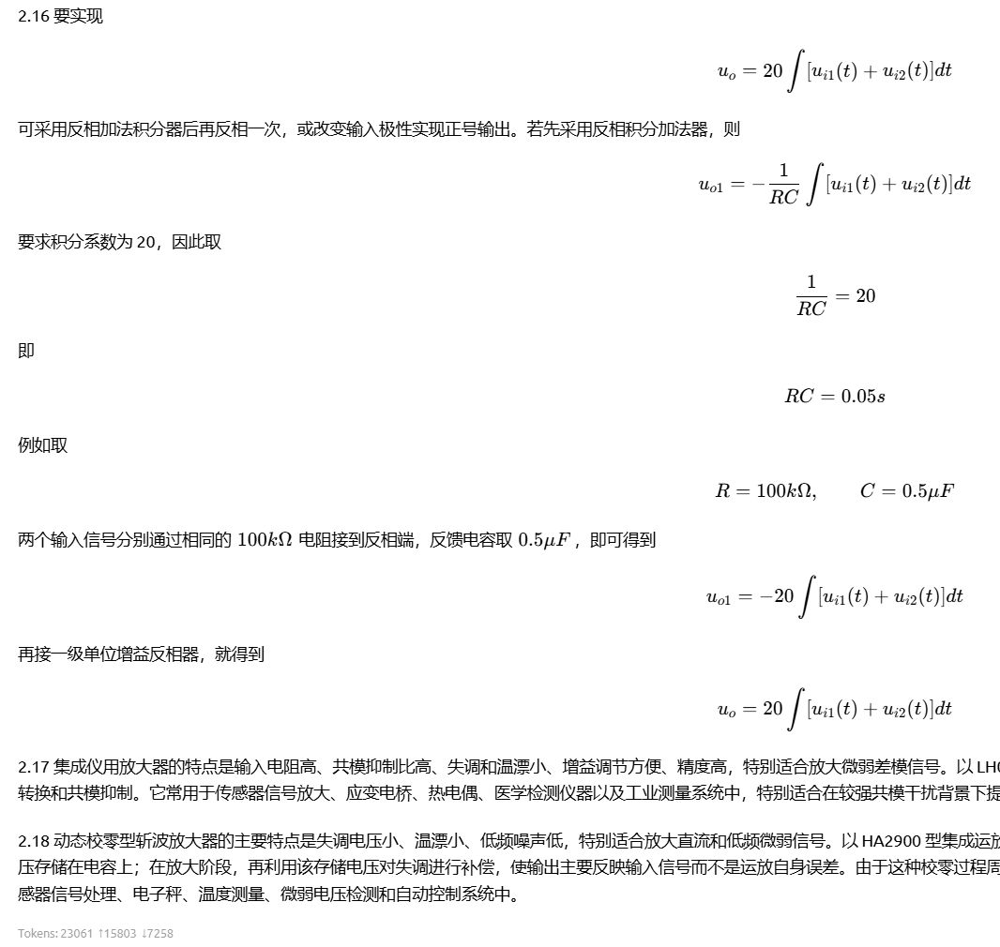 2.16 要实现
u_o = 20 ∫ [u_{i1}(t) + u_{i2}(t)]dt
可采用反相加法积分器后再反相一次，或改变输入极性实现正号输出。若先采用反相积分加法器，则
u_{o1} = −\frac{1}{RC} ∫ [u_{i1}(t) + u_{i2}(t)]dt
要求积分系数为 20，因此取
\frac{1}{RC} = 20
即
RC = 0.05s
例如取
R = 100kΩ, C = 0.5μF
两个输入信号分别通过相同的 100kΩ 电阻接到反相端，反馈电容取 0.5μF，即可得到
u_{o1} = −20 ∫ [u_{i1}(t) + u_{i2}(t)]dt
再接一级单位增益反相器，就得到
u_o = 20 ∫ [u_{i1}(t) + u_{i2}(t)]dt
2.17 集成仪用放大器的特点是输入电阻高、共模抑制比高、失调和温漂小、增益调节方便、精度高，特别适合放大微弱差模信号。以 LH
转换和共模抑制。它常用于传感器信号放大、应变电桥、热电偶、医学检测仪器以及工业测量系统中，特别适合在较强共模干扰背景下提
2.18 动态校零型斩波放大器的主要特点是失调电压小、温漂小、低频噪声低，特别适合放大直流和低频微弱信号。以 HA2900 型集成运放
压存储在电容上；在放大阶段，再利用该存储电压对失调进行补偿，使输出主要反映输入信号而不是运放自身误差。由于这种校零过程周
感器信号处理、电子秤、温度测量、微弱电压检测和自动控制系统中。
Tokens: 23061 ↑15803 ↓7258